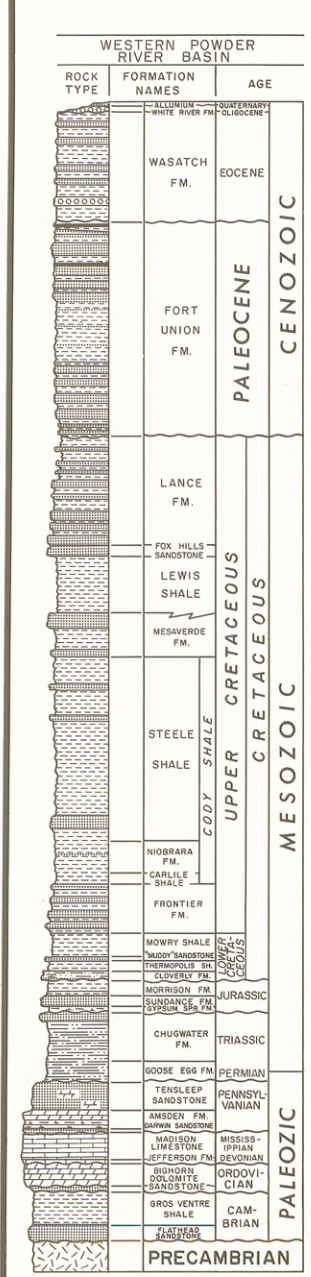 WESTERN POWDER
RIVER BASIN
ROCK
TYPE
FORMATION
NAMES
AGE
ALLUMIUM
QUATERNARY
WHITE RIVER FM.
OLIGOCENE
WASATCH
FM.
EOCENE
FORT
UNION
FM.
PALEOCENE
CENOZOIC
LANCE
FM.
FOX HILLS
SANDSTONE
LEWIS
SHALE
MESAVERDE
FM.
STEELE
SHALE
CODY SHALE
NIOBRARA
FM.
CARLILE
SHALE
FRONTIER
FM.
UPPER CRETACEOUS
CRETACEOUS
MESOZOIC
MOWRY SHALE
"MUDDY" SANDSTONE
THERMOPOLIS SH.
CLOVERLY FM.
LOWER
CRETA-
CEOUS
MORRISON FM.
SUNDANCE FM.
GYPSUM SPR. FM.
JURASSIC
CHUGWATER
FM.
TRIASSIC
GOOSE EGG FM.
PERMIAN
TENSLEEP
SANDSTONE
PENNSYL-
VANIAN
AMSDEN FM.
DARWIN SANDSTONE
MADISON
LIMESTONE
MISSISS-
IPPIAN
JEFFERSON FM.
DEVONIAN
BIGHORN
DOLOMITE
SANDSTONE
ORDOVI-
CIAN
GROS VENTRE
SHALE
CAM-
BRIAN
FLATHEAD
SANDSTONE
PALEOZIC
PRECAMBRIAN